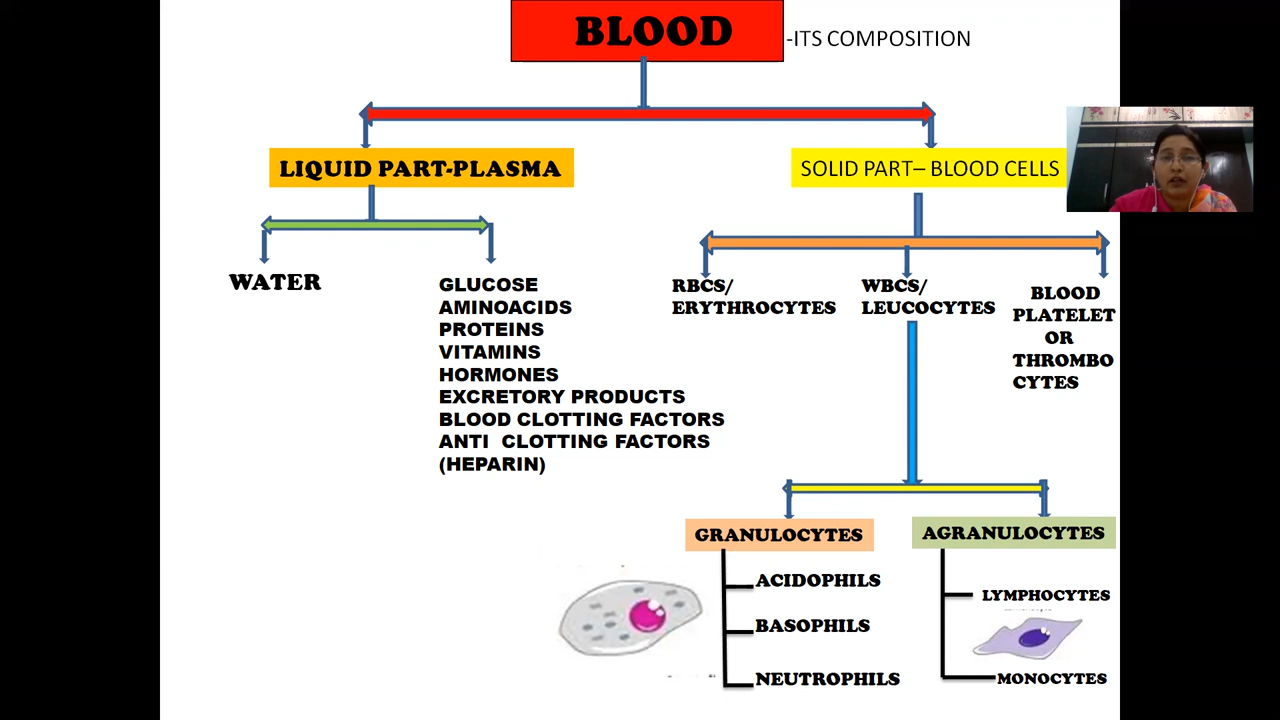 BLOOD
-ITS COMPOSITION
LIQUID PART-PLASMA
SOLID PART– BLOOD CELLS
WATER
GLUCOSE
AMINOACIDS
PROTEINS
VITAMINS
HORMONES
EXCRETORY PRODUCTS
BLOOD CLOTTING FACTORS
ANTI CLOTTING FACTORS
(HEPARIN)
RBCS/
ERYTHROCYTES
WBCS/
LEUCOCYTES
BLOOD
PLATELET
OR
THROMBO
CYTES
GRANULOCYTES
ACIDOPHILS
BASOPHILS
NEUTROPHILS
AGRANULOCYTES
LYMPHOCYTES
MONOCYTES